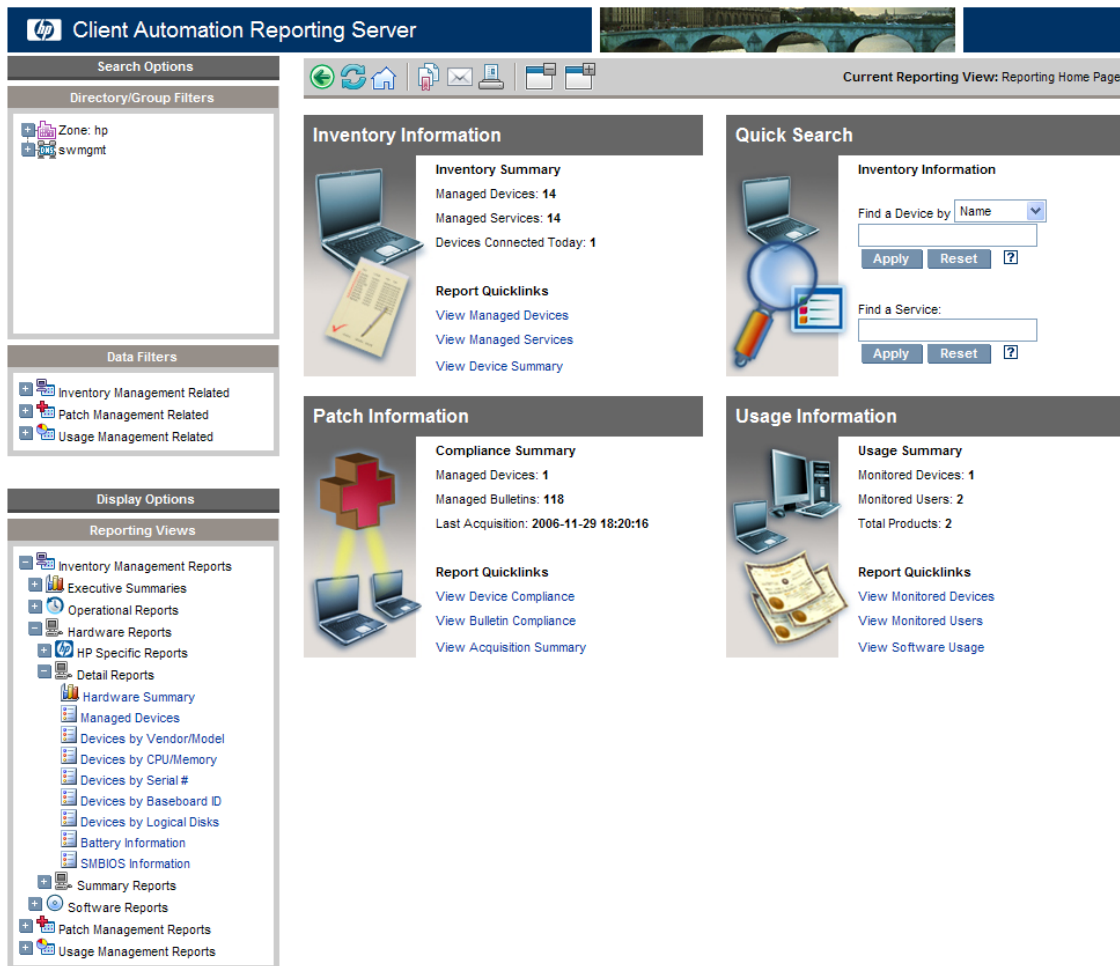 hp Client Automation Reporting Server
Search Options
Directory/Group Filters
Zone: hp
swmgmt
Data Filters
Inventory Management Related
Patch Management Related
Usage Management Related
Display Options
Reporting Views
Inventory Management Reports
Executive Summaries
Operational Reports
Hardware Reports
HP Specific Reports
Detail Reports
Hardware Summary
Managed Devices
Devices by Vendor/Model
Devices by CPU/Memory
Devices by Serial #
Devices by Baseboard ID
Devices by Logical Disks
Battery Information
SMBIOS Information
Summary Reports
Software Reports
Patch Management Reports
Usage Management Reports
Current Reporting View: Reporting Home Page
Inventory Information
Inventory Summary
Managed Devices: 14
Managed Services: 14
Devices Connected Today: 1
Report Quicklinks
View Managed Devices
View Managed Services
View Device Summary
Quick Search
Inventory Information
Find a Device by Name
Apply Reset ?
Find a Service:
Apply Reset ?
Patch Information
Compliance Summary
Managed Devices: 1
Managed Bulletins: 118
Last Acquisition: 2006-11-29 18:20:16
Report Quicklinks
View Device Compliance
View Bulletin Compliance
View Acquisition Summary
Usage Information
Usage Summary
Monitored Devices: 1
Monitored Users: 2
Total Products: 2
Report Quicklinks
View Monitored Devices
View Monitored Users
View Software Usage